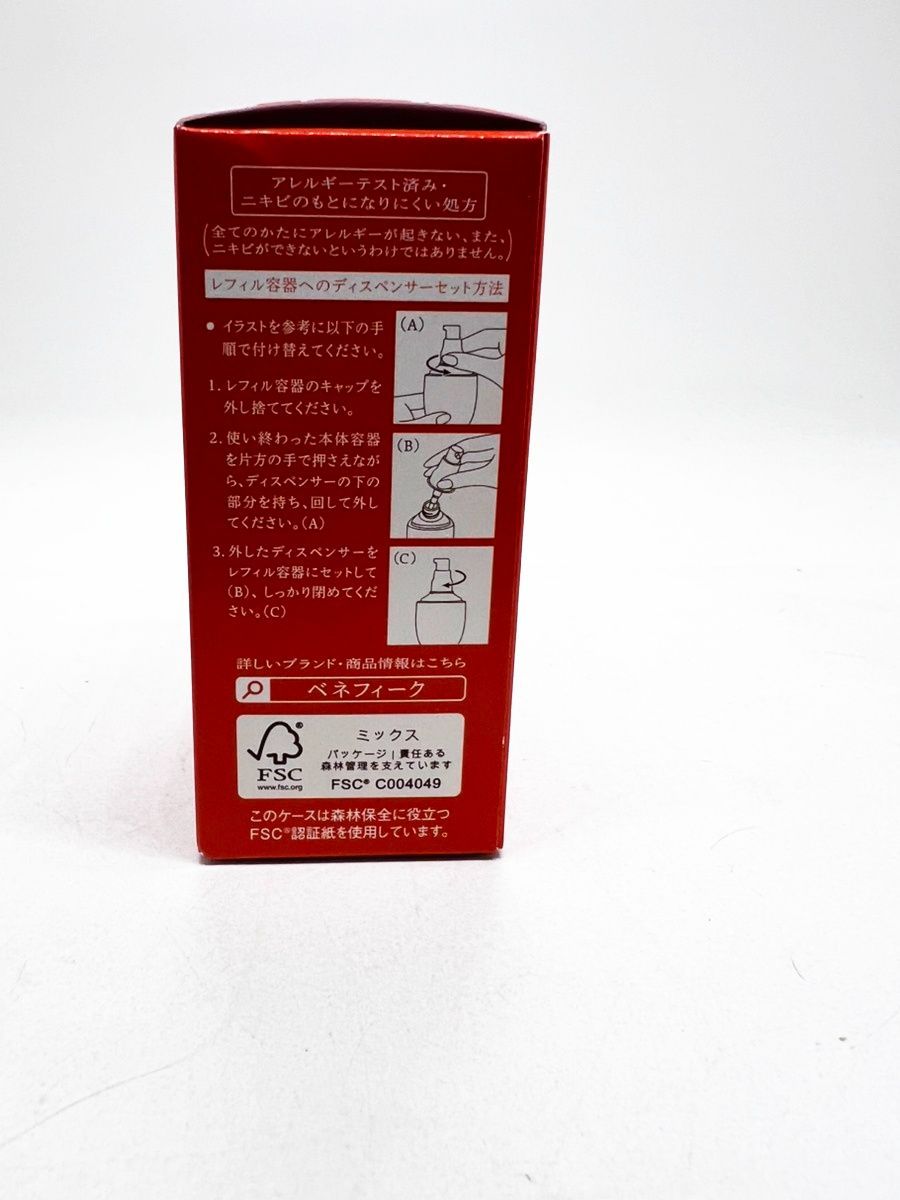 アレルギーテスト済み・
ニキビのもとになりにくい処方
(全てのかたにアレルギーが起きない、また、
ニキビができないというわけではありません。)
レフィル容器へのディスペンサーセット方法
● イラストを参考に以下の手
順で付け替えてください。
1. レフィル容器のキャップを
外し捨ててください。
2. 使い終わった本体容器
を片方の手で押さえなが
ら、ディスペンサーの下の
部分を持ち、回して外し
てください。(A)
3. 外したディスペンサーを
レフィル容器にセットして
(B)、しっかり閉めてくだ
さい。(C)
(A)
(B)
(C)
詳しいブランド・商品情報はこちら
ベネフィーク
FSC®
www.fsc.org
ミックス
パッケージ | 責任ある
森林管理を支えています
FSC® C004049
このケースは森林保全に役立つ
FSC®認証紙を使用しています。